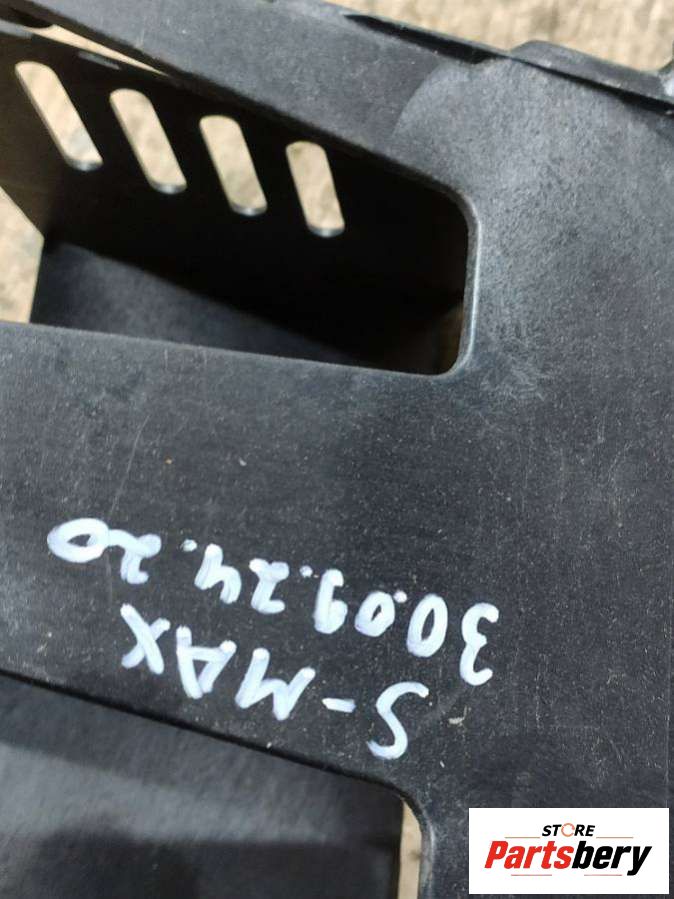 S-MAX
30.09.24.20
STORE
Partsbery